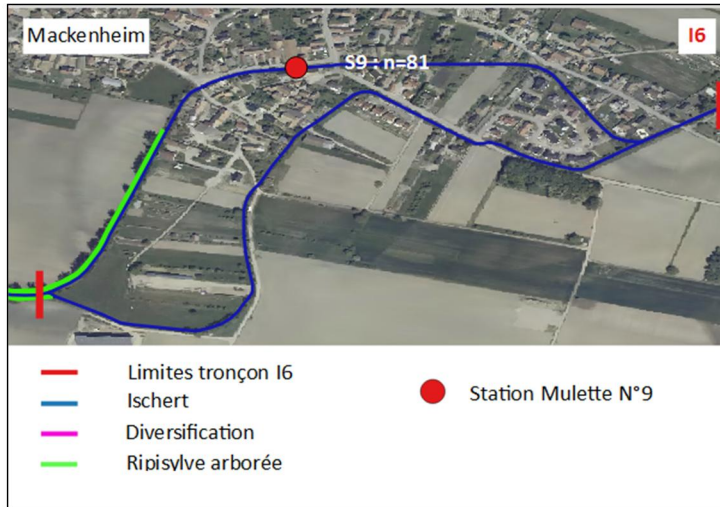 Mackenheim
I6
S9 : n=81
Limites tronçon I6
Ischert
Diversification
Ripisylve arborée
Station Mulette N°9